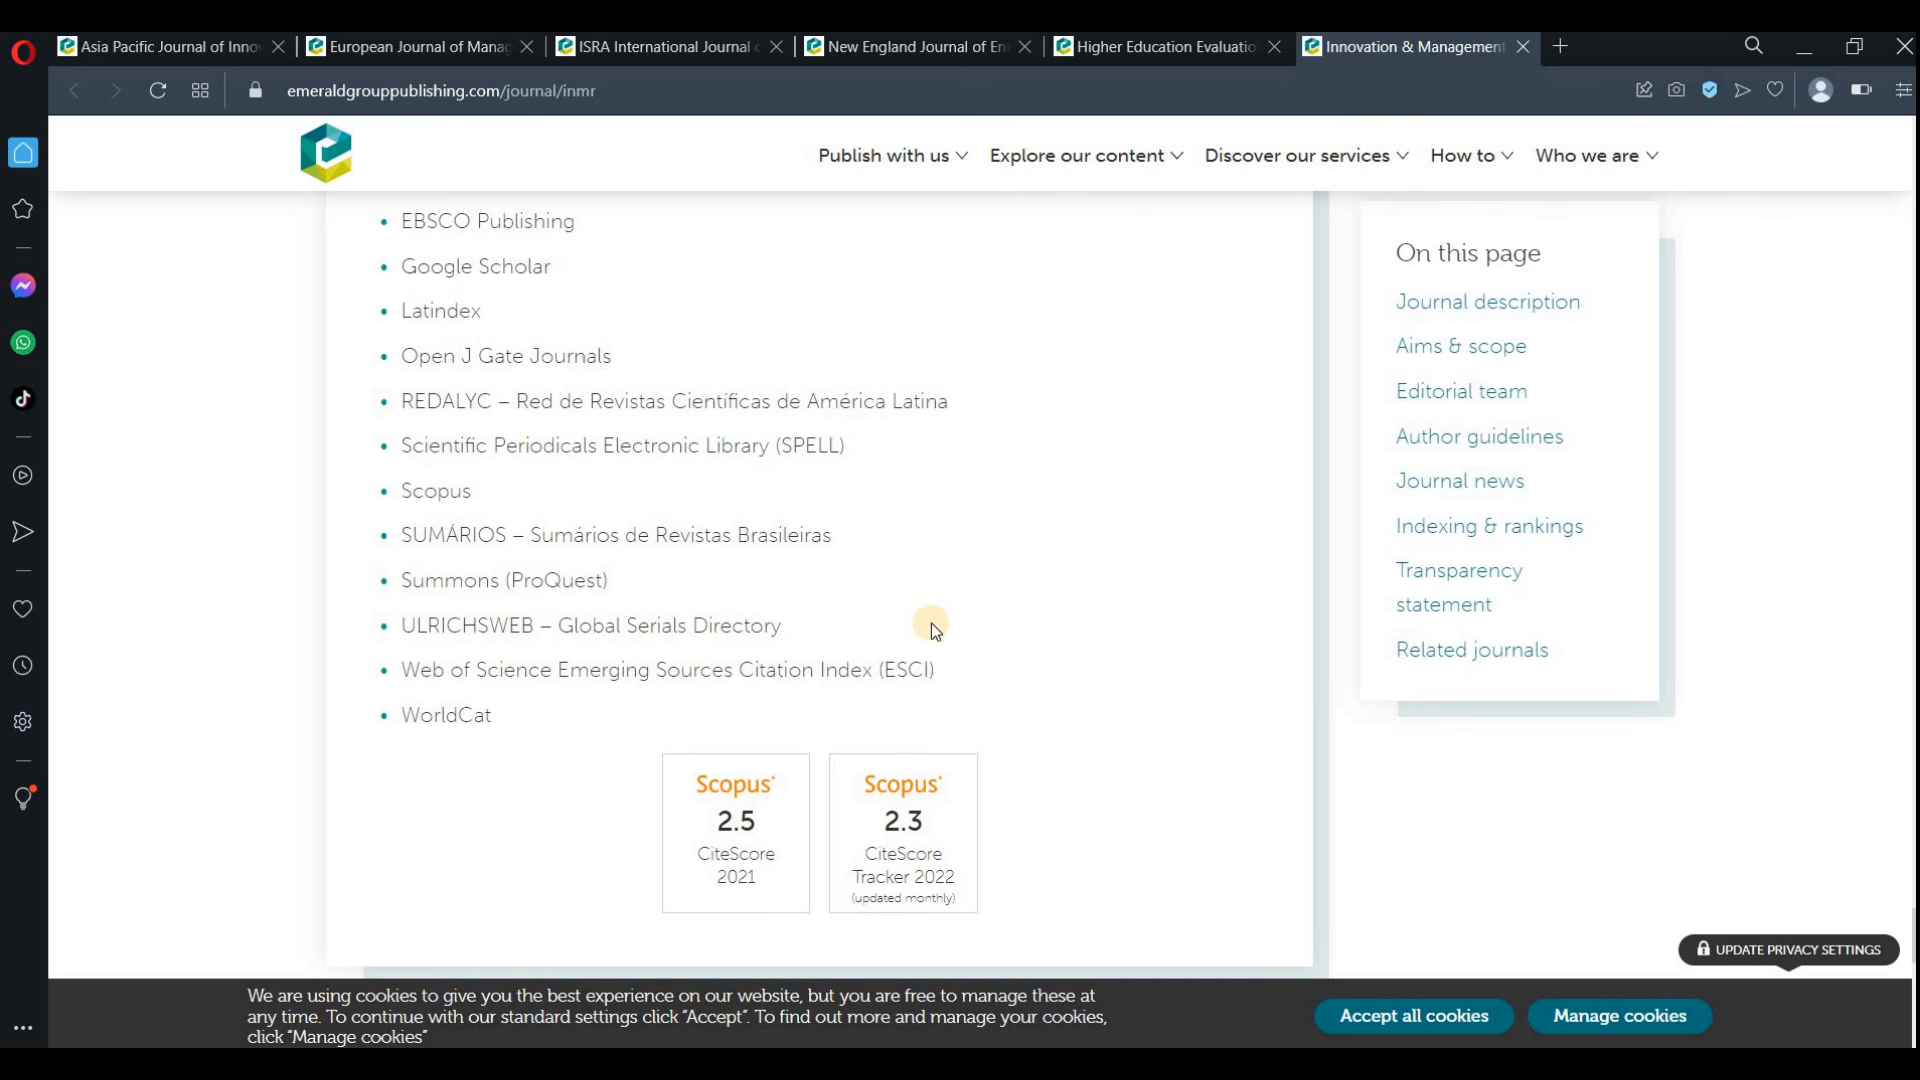 Asia Pacific Journal of Inno
European Journal of Mana
ISRA International Journal
New England Journal of En
Higher Education Evaluatio
Innovation & Management
emeraldgrouppublishing.com/journal/inmr
Publish with us
Explore our content
Discover our services
How to
Who we are
EBSCO Publishing
Google Scholar
Latindex
Open J Gate Journals
REDALYC – Red de Revistas Científicas de América Latina
Scientific Periodicals Electronic Library (SPELL)
Scopus
SUMÁRIOS – Sumários de Revistas Brasileiras
Summons (ProQuest)
ULRICHSWEB – Global Serials Directory
Web of Science Emerging Sources Citation Index (ESCI)
WorldCat
Scopus
2.5
CiteScore
2021
Scopus
2.3
CiteScore
Tracker 2022
(updated monthly)
On this page
Journal description
Aims & scope
Editorial team
Author guidelines
Journal news
Indexing & rankings
Transparency
statement
Related journals
UPDATE PRIVACY SETTINGS
We are using cookies to give you the best experience on our website, but you are free to manage these at
any time. To continue with our standard settings click "Accept". To find out more and manage your cookies,
click "Manage cookies"
Accept all cookies
Manage cookies